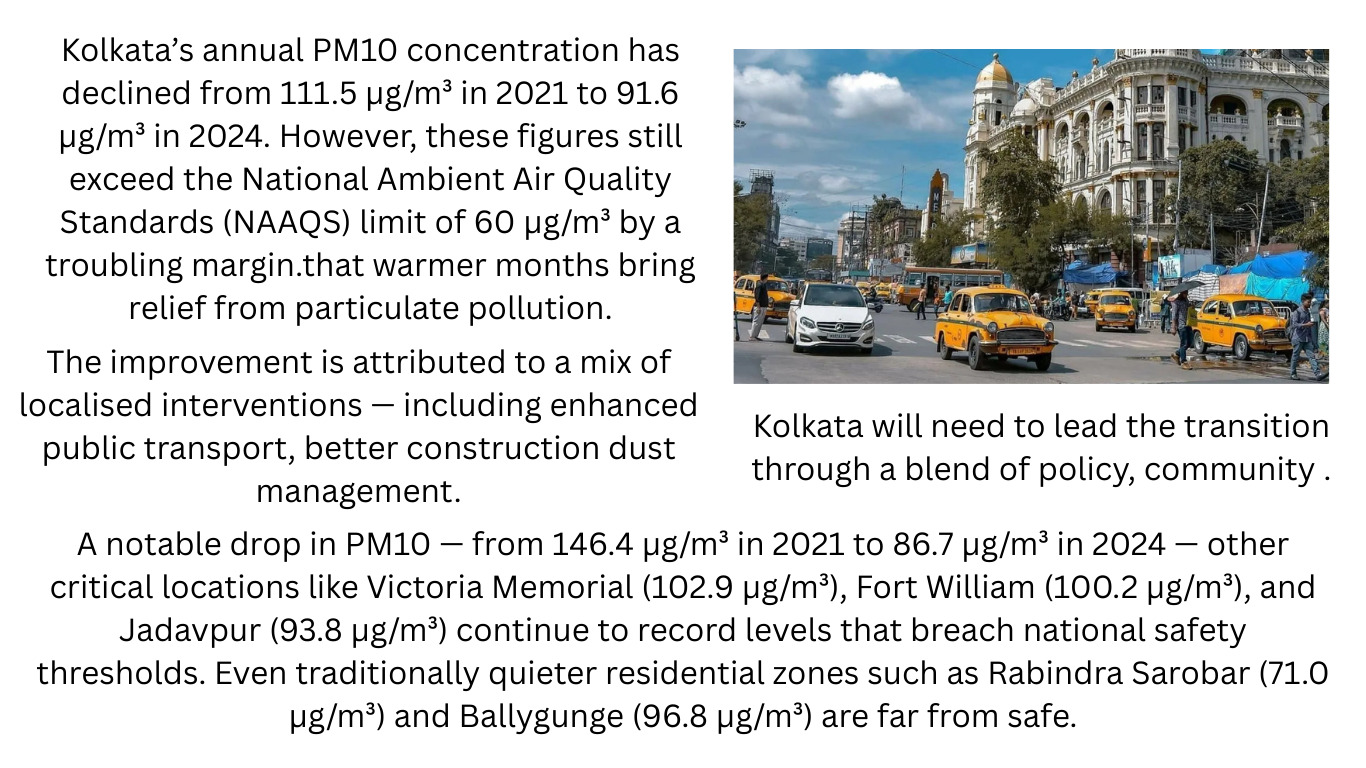 Kolkata’s annual PM10 concentration has
declined from 111.5 µg/m³ in 2021 to 91.6
µg/m³ in 2024. However, these figures still
exceed the National Ambient Air Quality
Standards (NAAQS) limit of 60 µg/m³ by a
troubling margin.that warmer months bring
relief from particulate pollution.
The improvement is attributed to a mix of
localised interventions — including enhanced
public transport, better construction dust
management.
Kolkata will need to lead the transition
through a blend of policy, community .
A notable drop in PM10 — from 146.4 µg/m³ in 2021 to 86.7 µg/m³ in 2024 — other
critical locations like Victoria Memorial (102.9 µg/m³), Fort William (100.2 µg/m³), and
Jadavpur (93.8 µg/m³) continue to record levels that breach national safety
thresholds. Even traditionally quieter residential zones such as Rabindra Sarobar (71.0
µg/m³) and Ballygunge (96.8 µg/m³) are far from safe.